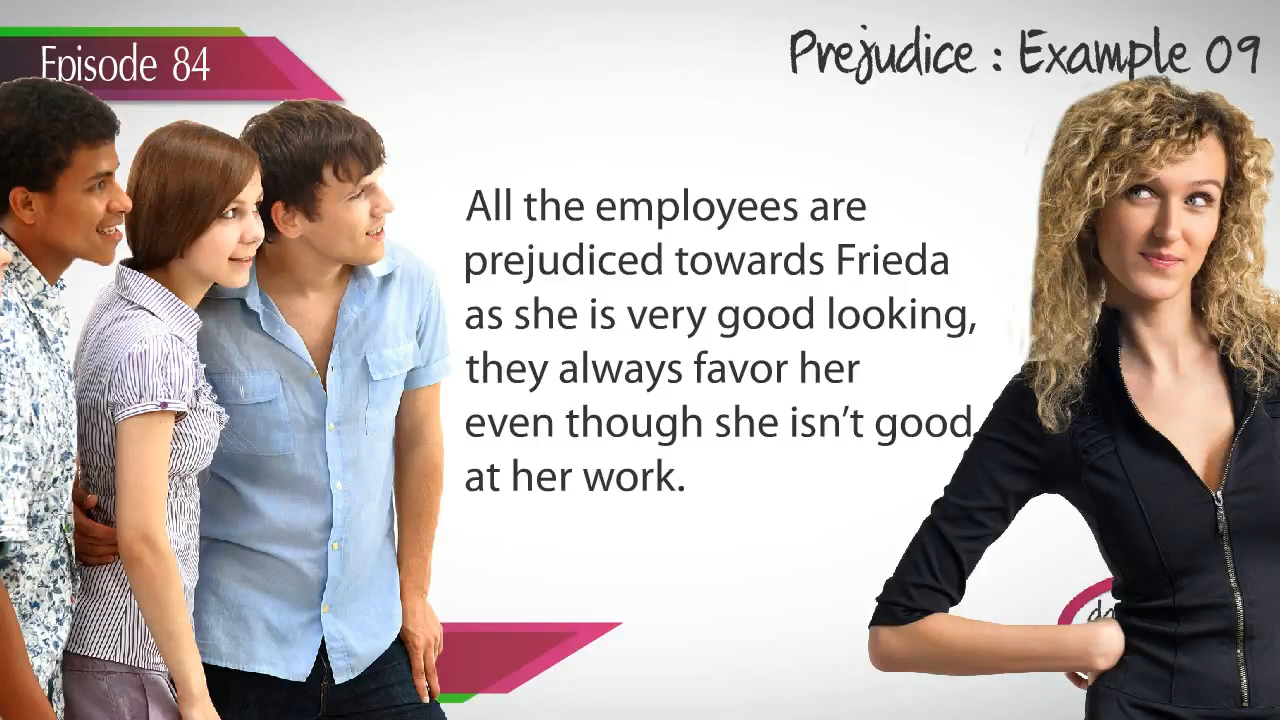 Episode 84
Prejudice : Example 09
All the employees are
prejudiced towards Frieda
as she is very good looking,
they always favor her
even though she isn't good
at her work.